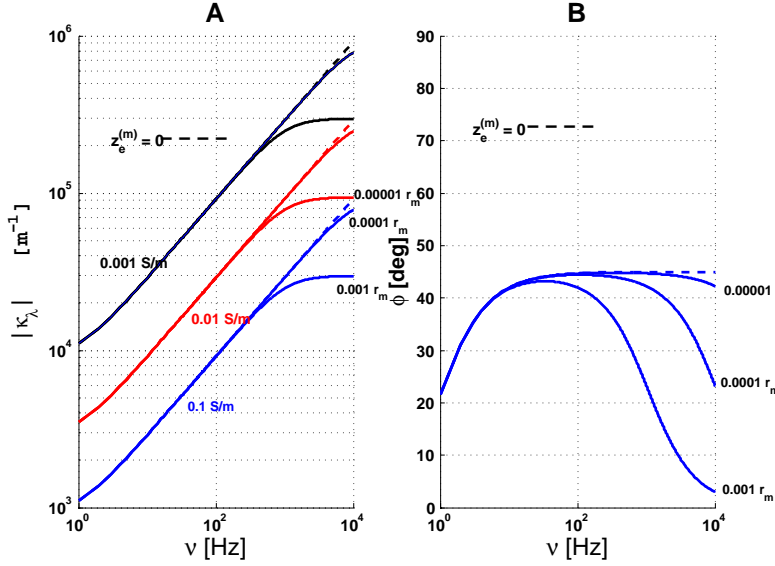 A
B
10^6
10^5
10^4
10^3
|κ_λ| [m^{-1}]
z_e^{(m)} = 0
0.001 S/m
0.01 S/m
0.1 S/m
0.00001 r_m
0.0001 r_m
0.001 r_m
10^0
10^2
10^4
ν [Hz]
90
80
70
60
50
40
30
20
10
0
ϕ [deg]_m
z_e^{(m)} = 0
0.00001
0.0001 r_m
0.001 r_m
10^0
10^2
10^4
ν [Hz]